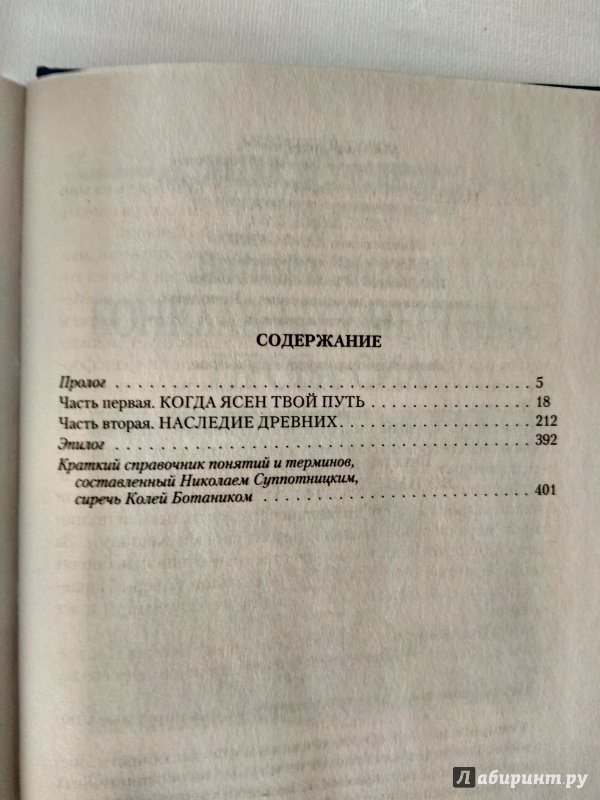 СОДЕРЖАНИЕ
Пролог . . . . . . . . . . . . . . . . . . . . . . . . . . . . . . 5
Часть первая. КОГДА ЯСЕН ТВОЙ ПУТЬ . . . . . . . . . . . . 18
Часть вторая. НАСЛЕДИЕ ДРЕВНИХ. . . . . . . . . . . . . . . 212
Эпилог . . . . . . . . . . . . . . . . . . . . . . . . . . . . . . 392
Краткий справочник понятий и терминов,
составленный Николаем Суппотницким,
сиречь Колей Ботаником . . . . . . . . . . . . . . . . . . . . 401
Лабиринт.ру